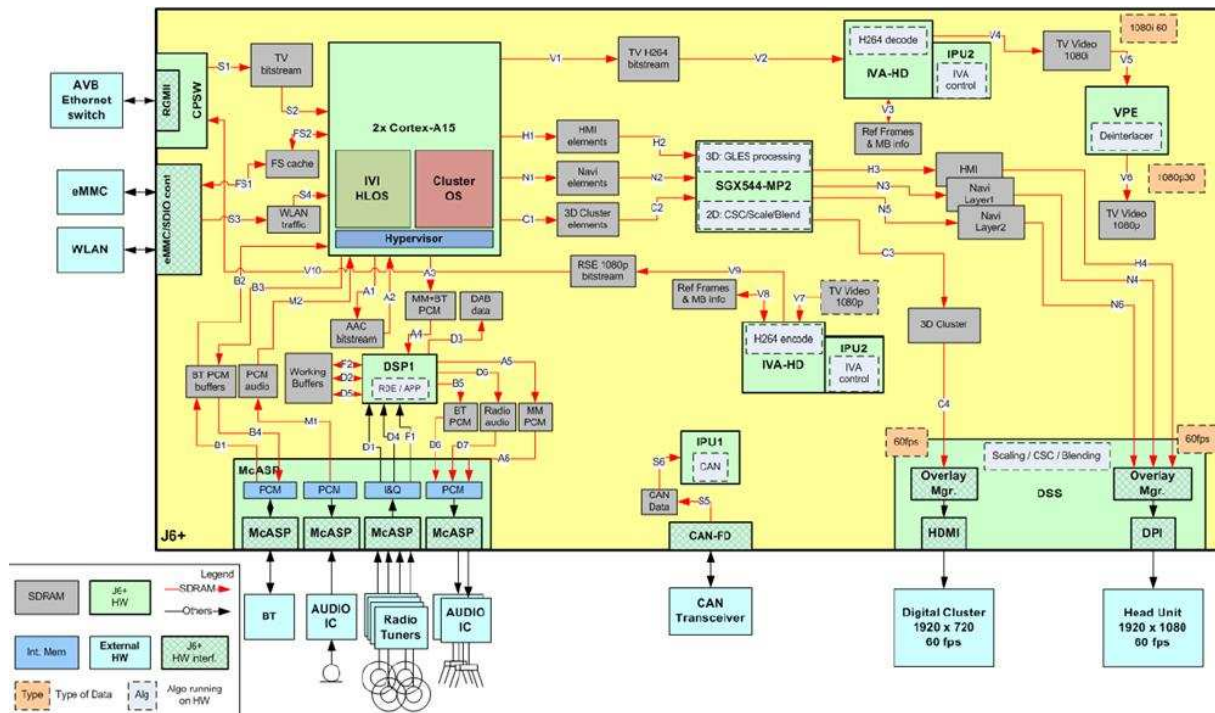 AVB
Ethernet
switch
eMMC
WLAN
RGMII
CPSW
eMMC/SDIO cont
S1
TV
bitstream
S2
FS2
FS cache
FS1
S4
S3
WLAN
traffic
2x Cortex-A15
IVI
HLOS
Cluster
OS
Hypervisor
V1
TV H264
bitstream
V2
H264 decode
IVA-HD
IPU2
IVA
control
V3
Ref Frames
& MB info
V4
TV Video
1080i
1080i 60
V5
VPE
Deinterlacer
V6
1080p30
TV Video
1080p
H1
HMI
elements
H2
N1
Navi
elements
N2
C1
3D Cluster
elements
C2
3D: GLES processing
SGX544-MP2
2D: CSC/Scale/Blend
H3
HMI
N3
Navi
Layer1
N5
Navi
Layer2
C3
H4
N4
N6
3D Cluster
C4
B2
B3
M2
V10
A1
A2
A3
RSE 1080p
bitstream
V9
Ref Frames
& MB info
V8
V7
TV Video
1080p
H264 encode
IVA-HD
IPU2
IVA
control
AAC
bitstream
MM+BT
PCM
DAB
data
A4
D3
BT PCM
buffers
PCM
audio
Working
Buffers
F2
D2
D5
DSP1
RDE / APP
A5
D6
B5
BT
PCM
Radio
audio
MM
PCM
B1
B4
M1
D1
D4
F1
D6
D7
A6
McASP
PCM
PCM
I&Q
PCM
McASP
McASP
McASP
McASP
J6+
IPU1
CAN
S6
CAN
Data
S5
CAN-FD
60fps
Scaling / CSC / Blending
60fps
Overlay
Mgr.
DSS
Overlay
Mgr.
HDMI
DPI
BT
AUDIO
IC
Radio
Tuners
AUDIO
IC
CAN
Transceiver
Digital Cluster
1920 x 720
60 fps
Head Unit
1920 x 1080
60 fps
Legend
SDRAM
J6+
HW
SDRAM
Others
Int. Mem
External
HW
J6+
HW interf.
Type
Type of Data
Alg
Algo running
on HW